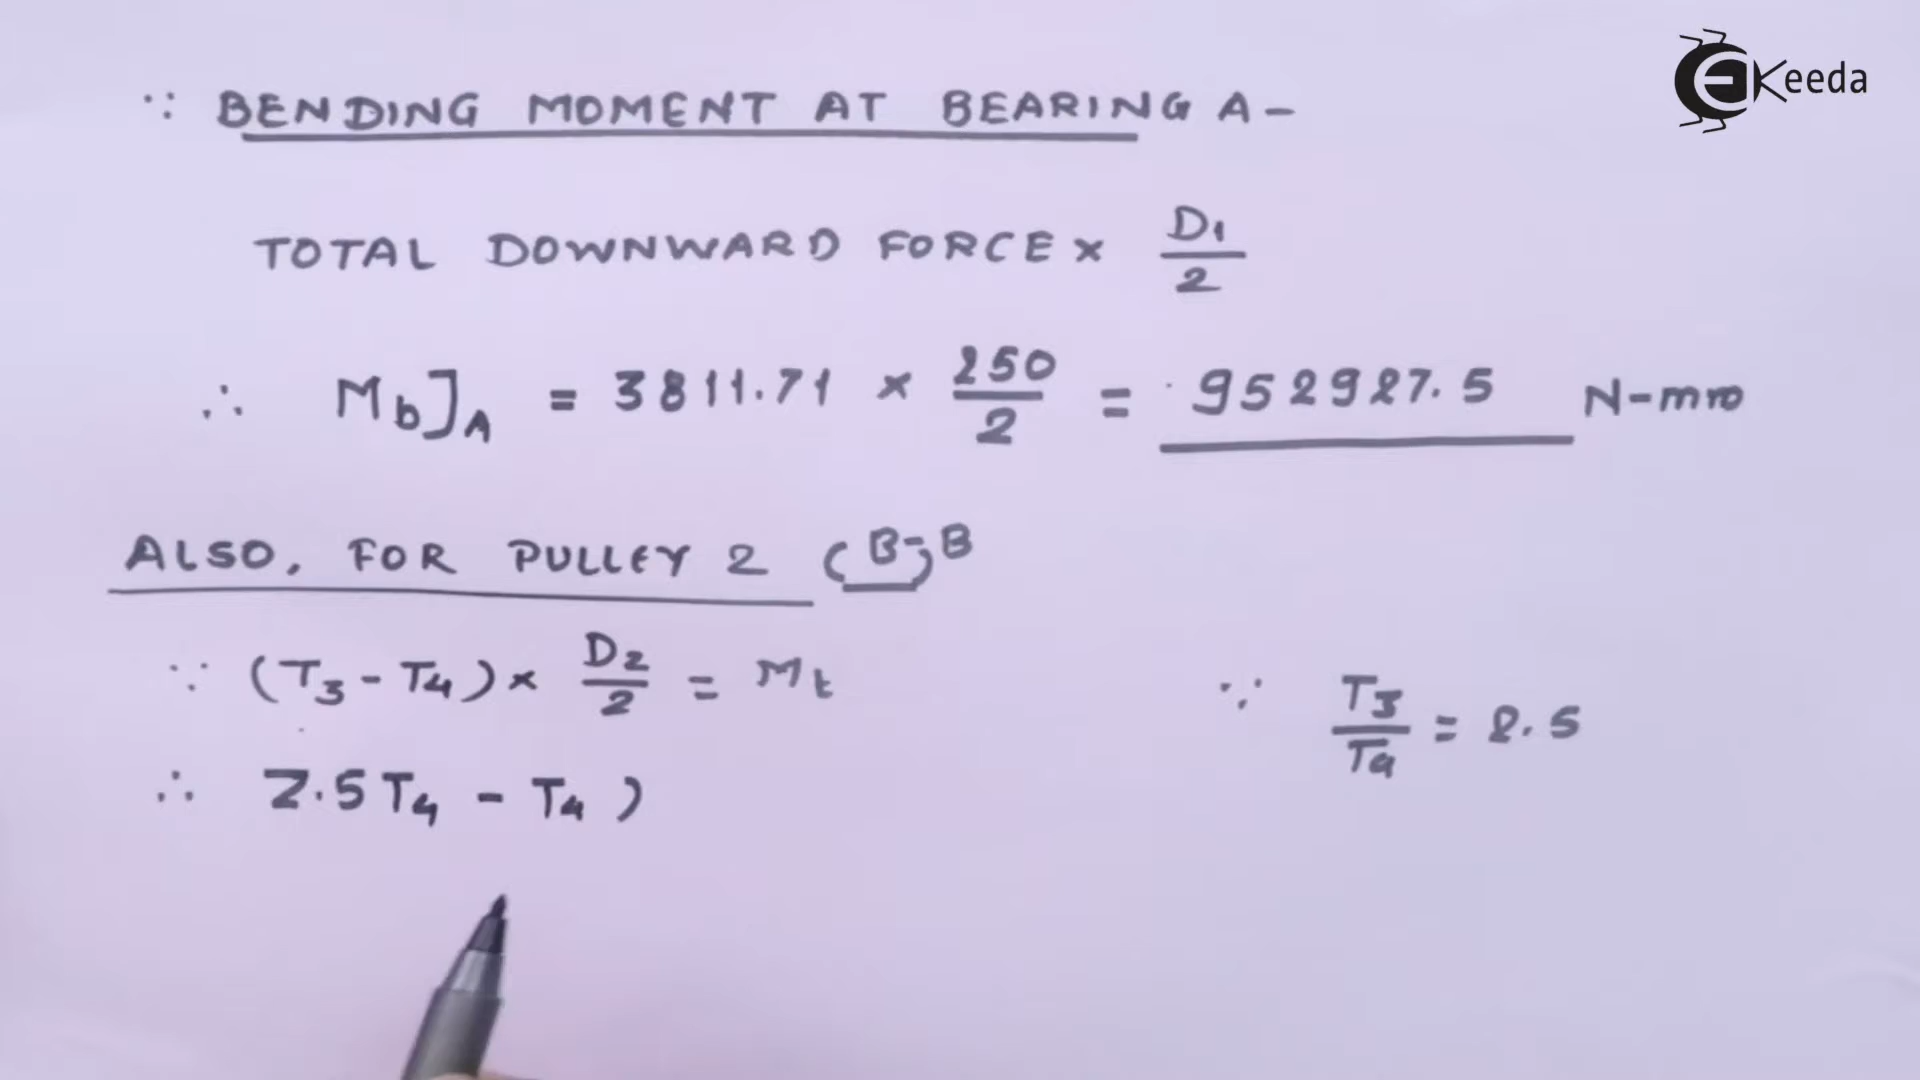 ∵ BENDING MOMENT AT BEARING A -
TOTAL DOWNWARD FORCE × D1/2
∴ Mb]A = 3811.71 × 250/2 = 952927.5 N-mm
ALSO, FOR PULLEY 2 (B-)B
∵ (T3 - T4) × D2/2 = Mt
∵ T3/T4 = 2.5
∴ 2.5T4 - T4 )
EKeeda